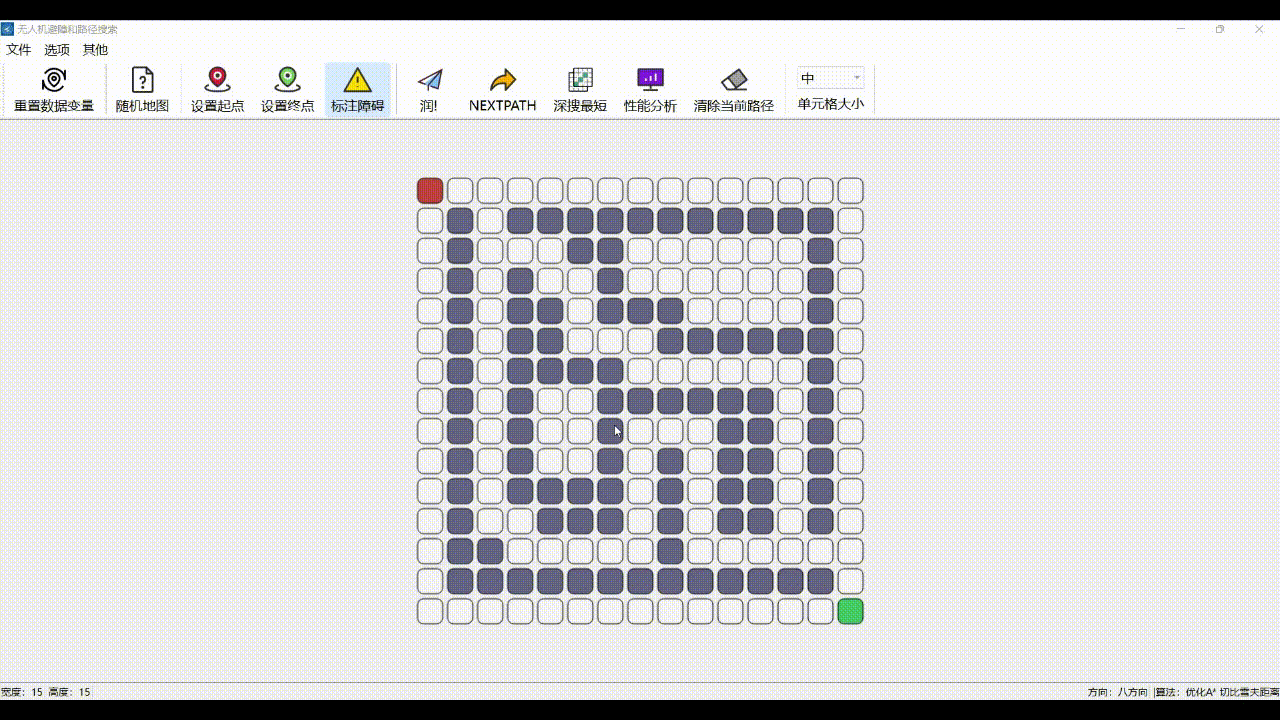 无人机避障和路径搜索
文件 选项 其他
重置数据变量 随机地图 设置起点 设置终点 标注障碍 润! NEXTPATH 深搜最短 性能分析 清除当前路径 中 单元格大小
宽度: 15 高度: 15 方向: 八方向 |算法: 优化A* 切比雪夫距离